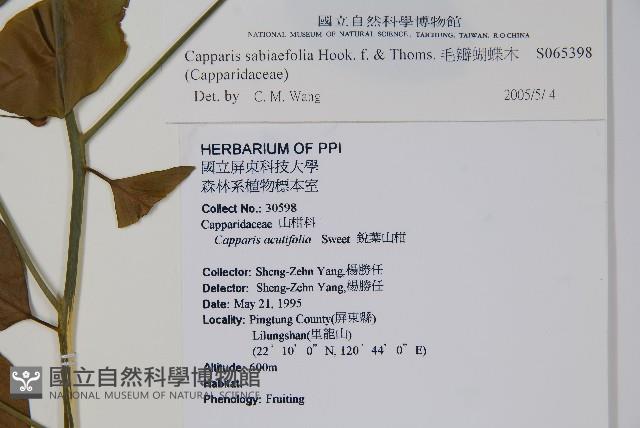 國立自然科學博物館
NATIONAL MUSEUM OF NATURAL SCIENCE, TAICHUNG, TAIWAN, R.O.CHINA
Capparis sabiaefolia Hook. f. & Thoms. 毛瓣蝴蝶木 S065398
(Capparidaceae)
Det. by C. M. Wang 2005/5/4
HERBARIUM OF PPI
國立屏東科技大學
森林系植物標本室
Collect No.: 30598
Capparidaceae 山柑科
Capparis acutifolia Sweet 銳葉山柑
Collector: Sheng-Zehn Yang,楊勝任
Detector: Sheng-Zehn Yang,楊勝任
Date: May 21, 1995
Locality: Pingtung County(屏東縣)
Lilungshan(里龍山)
(22°10'0"N, 120°44'0"E)
Altitude: 600m
Habitat:
Phenology: Fruiting
國立自然科學博物館
NATIONAL MUSEUM OF NATURAL SCIENCE